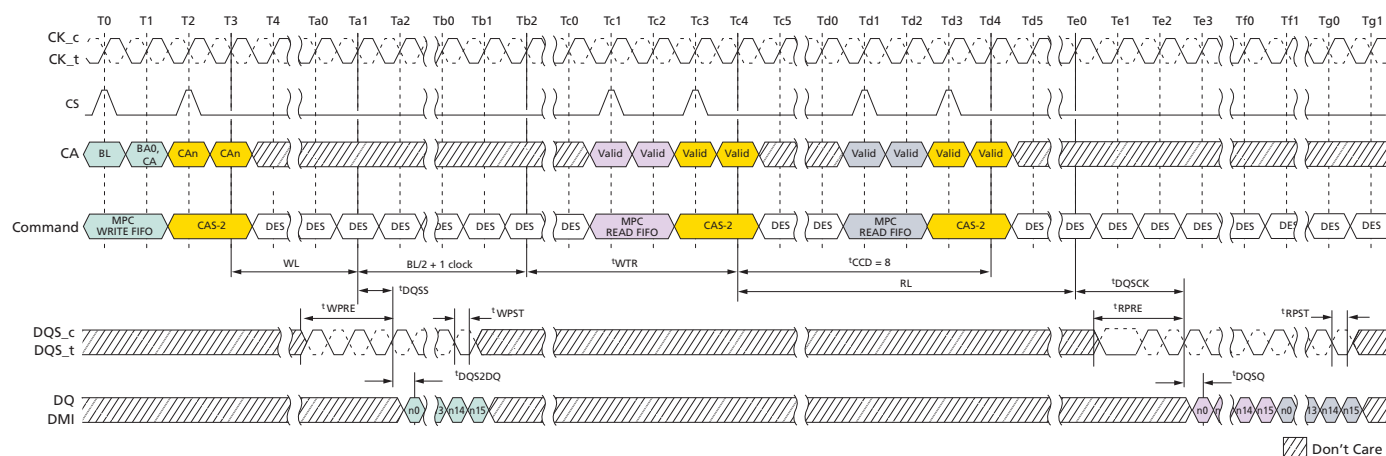 T0 T1 T2 T3 T4 Ta0 Ta1 Ta2 Tb0 Tb1 Tb2 Tc0 Tc1 Tc2 Tc3 Tc4 Tc5 Td0 Td1 Td2 Td3 Td4 Td5 Te0 Te1 Te2 Te3 Tf0 Tf1 Tg0 Tg1
CK_c
CK_t
CS
CA BL BA0, CA CAn CAn Valid Valid Valid Valid Valid Valid Valid Valid
Command MPC WRITE FIFO CAS-2 DES DES DES DES DES DES DES DES MPC READ FIFO CAS-2 DES DES MPC READ FIFO CAS-2 DES DES DES DES DES DES DES DES DES
WL BL/2 + 1 clock tWTR tCCD = 8
tDQSS RL tDQSCK
tWPRE tWPST tRPRE tRPST
DQS_c
DQS_t
tDQS2DQ tDQSQ
DQ
DMI
n0 3 n14 n15 n0 n n14 n15 n0 13 n14 n15
Don't Care